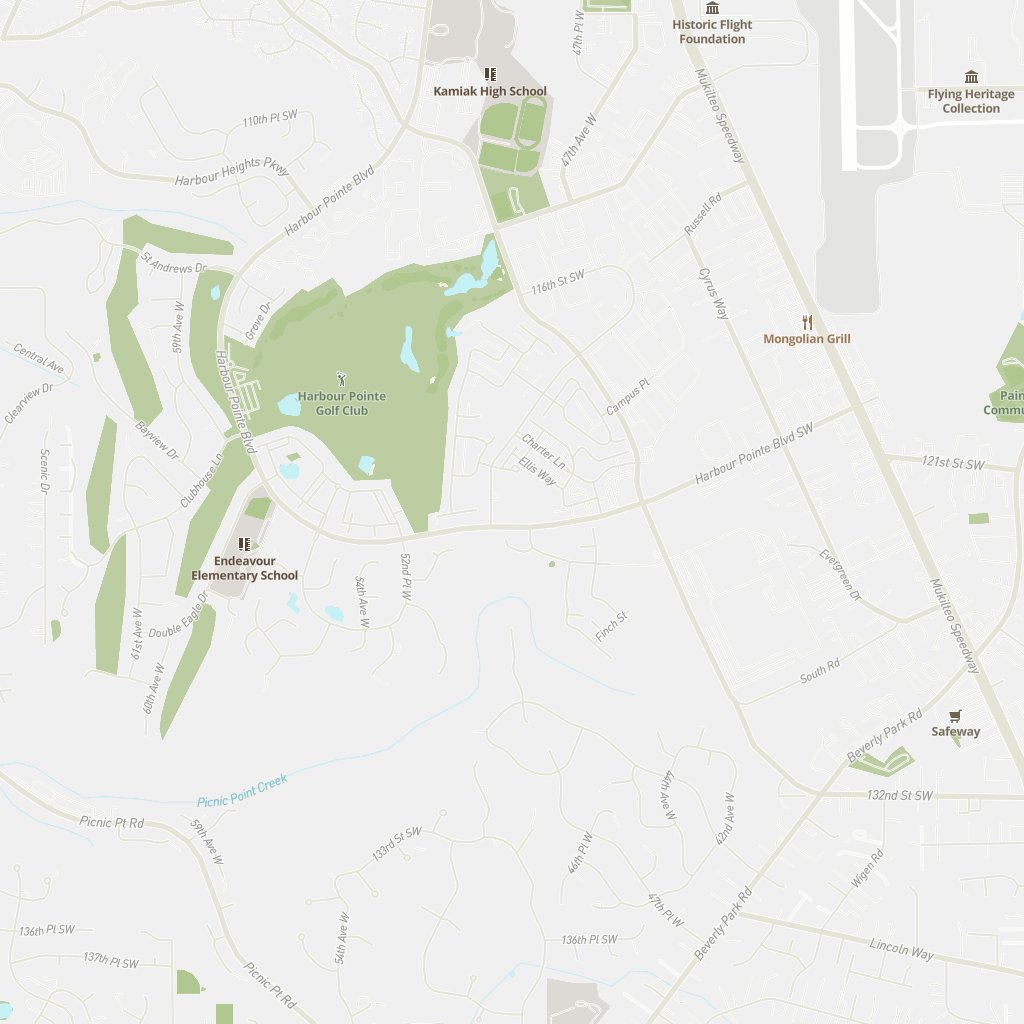 Historic Flight
Foundation
47th Pl W
Kamiak High School
Mukilteo Speedway
Flying Heritage
Collection
110th Pl SW
47th Ave W
Harbour Heights Pkwy
Harbour Pointe Blvd
Russell Rd
St Andrews Dr
116th St SW
Cyrus Way
59th Ave W
Grove Dr
Mongolian Grill
Central Ave
Harbour Pointe Blvd
Harbour Pointe
Golf Club
Clearview Dr
Campus Pl
Pain
Commu
Bayview Dr
Charter Ln
Ellis Way
Harbour Pointe Blvd SW
121st St SW
Scenic Dr
Clubhouse Ln
Endeavour
Elementary School
52nd Pl W
54th Ave W
Evergreen Dr
Mukilteo Speedway
61st Ave W
Double Eagle Dr
Finch St
60th Ave W
South Rd
Beverly Park Rd
Safeway
Picnic Point Creek
44th Ave W
42nd Ave W
132nd St SW
Picnic Pt Rd
59th Ave W
133rd St SW
46th Pl W
Wigen Rd
47th Pl W
Beverly Park Rd
136th Pl SW
54th Ave W
136th Pl SW
Lincoln Way
137th Pl SW
Picnic Pt Rd